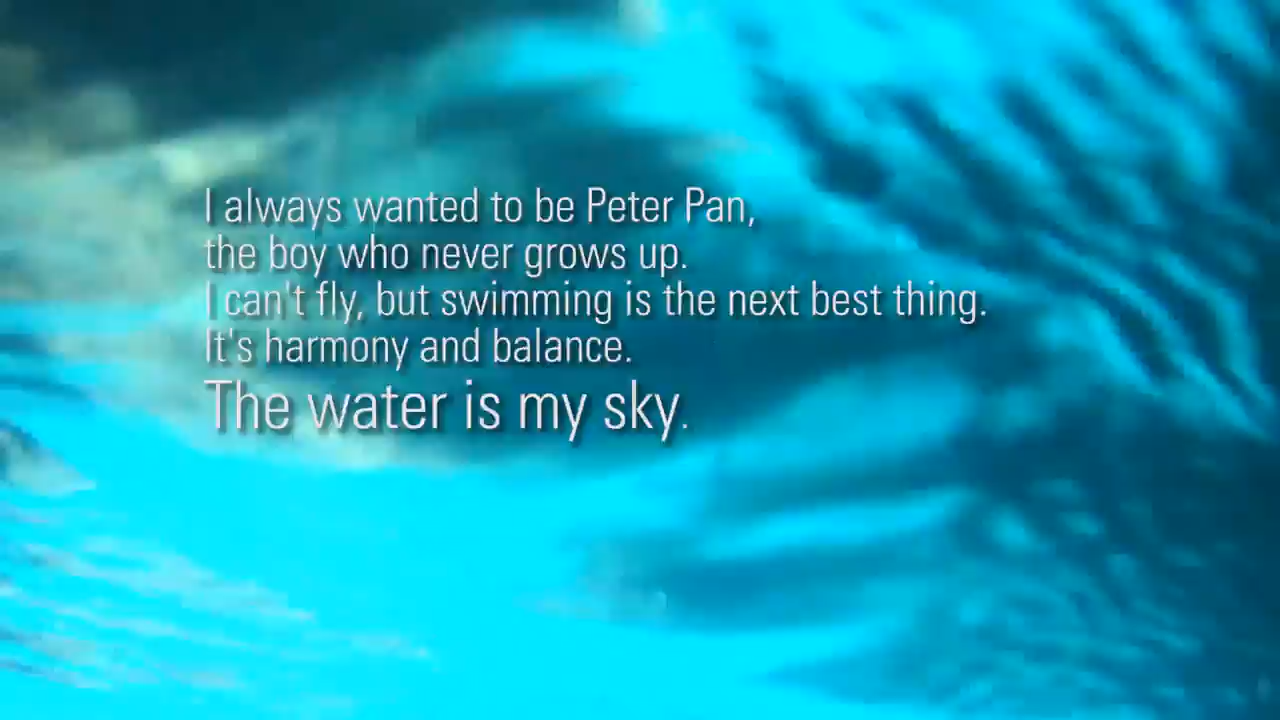 I always wanted to be Peter Pan,
the boy who never grows up.
I can't fly, but swimming is the next best thing.
It's harmony and balance.
The water is my sky.